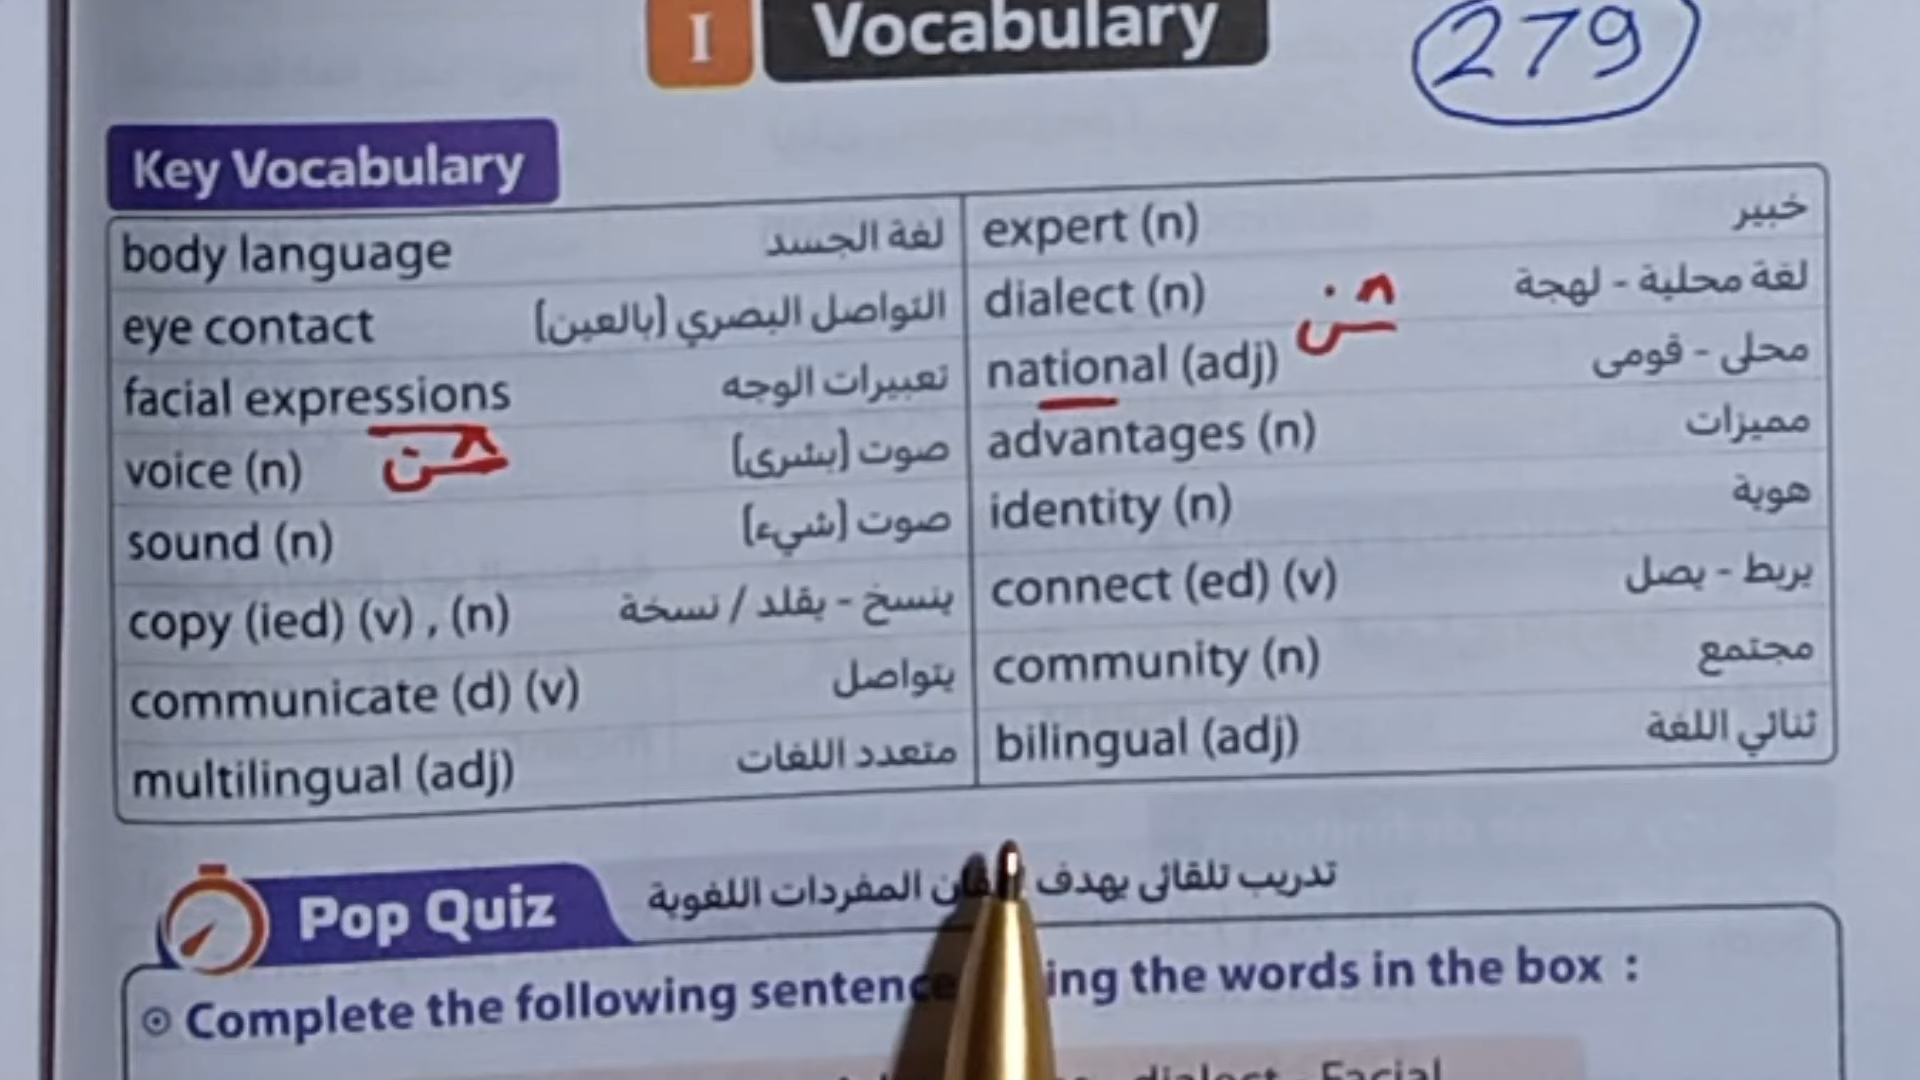 I Vocabulary
279
Key Vocabulary
body language لغة الجسد
eye contact التواصل البصري [بالعين]
facial expressions تعبيرات الوجه
voice (n) صوت [بشرى]
sound (n) صوت [شيء]
copy (ied) (v) , (n) ينسخ - يقلد / نسخة
communicate (d) (v) يتواصل
multilingual (adj) متعدد اللغات
expert (n) خبير
dialect (n) لغة محلية - لهجة
national (adj) محلى - قومى
advantages (n) مميزات
identity (n) هوية
connect (ed) (v) يربط - يصل
community (n) مجتمع
bilingual (adj) ثنائي اللغة
Pop Quiz تدريب تلقائى يهدف المفردات اللغوية
Complete the following the words in the box :
dialect - Facial